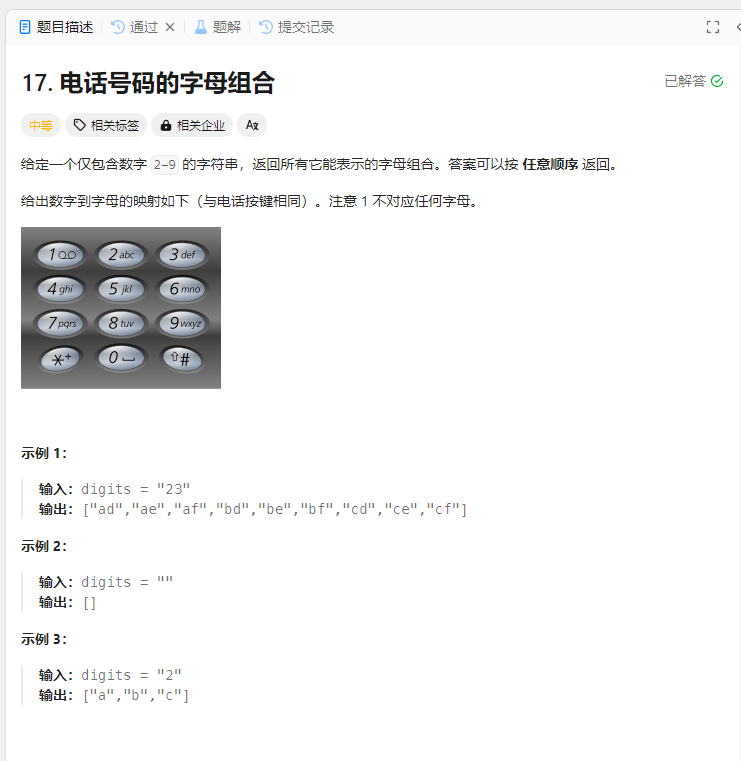 题目描述 通过 × 题解 提交记录
17. 电话号码的字母组合
已解答
中等 相关标签 相关企业 Aa
给定一个仅包含数字 2-9 的字符串，返回所有它能表示的字母组合。答案可以按 任意顺序 返回。
给出数字到字母的映射如下（与电话按键相同）。注意 1 不对应任何字母。
1 2 abc 3 def
4 ghi 5 jkl 6 mno
7 pqrs 8 tuv 9 wxyz
* + 0 #
示例 1：
输入：digits = "23"
输出：["ad","ae","af","bd","be","bf","cd","ce","cf"]
示例 2：
输入：digits = ""
输出：[]
示例 3：
输入：digits = "2"
输出：["a","b","c"]